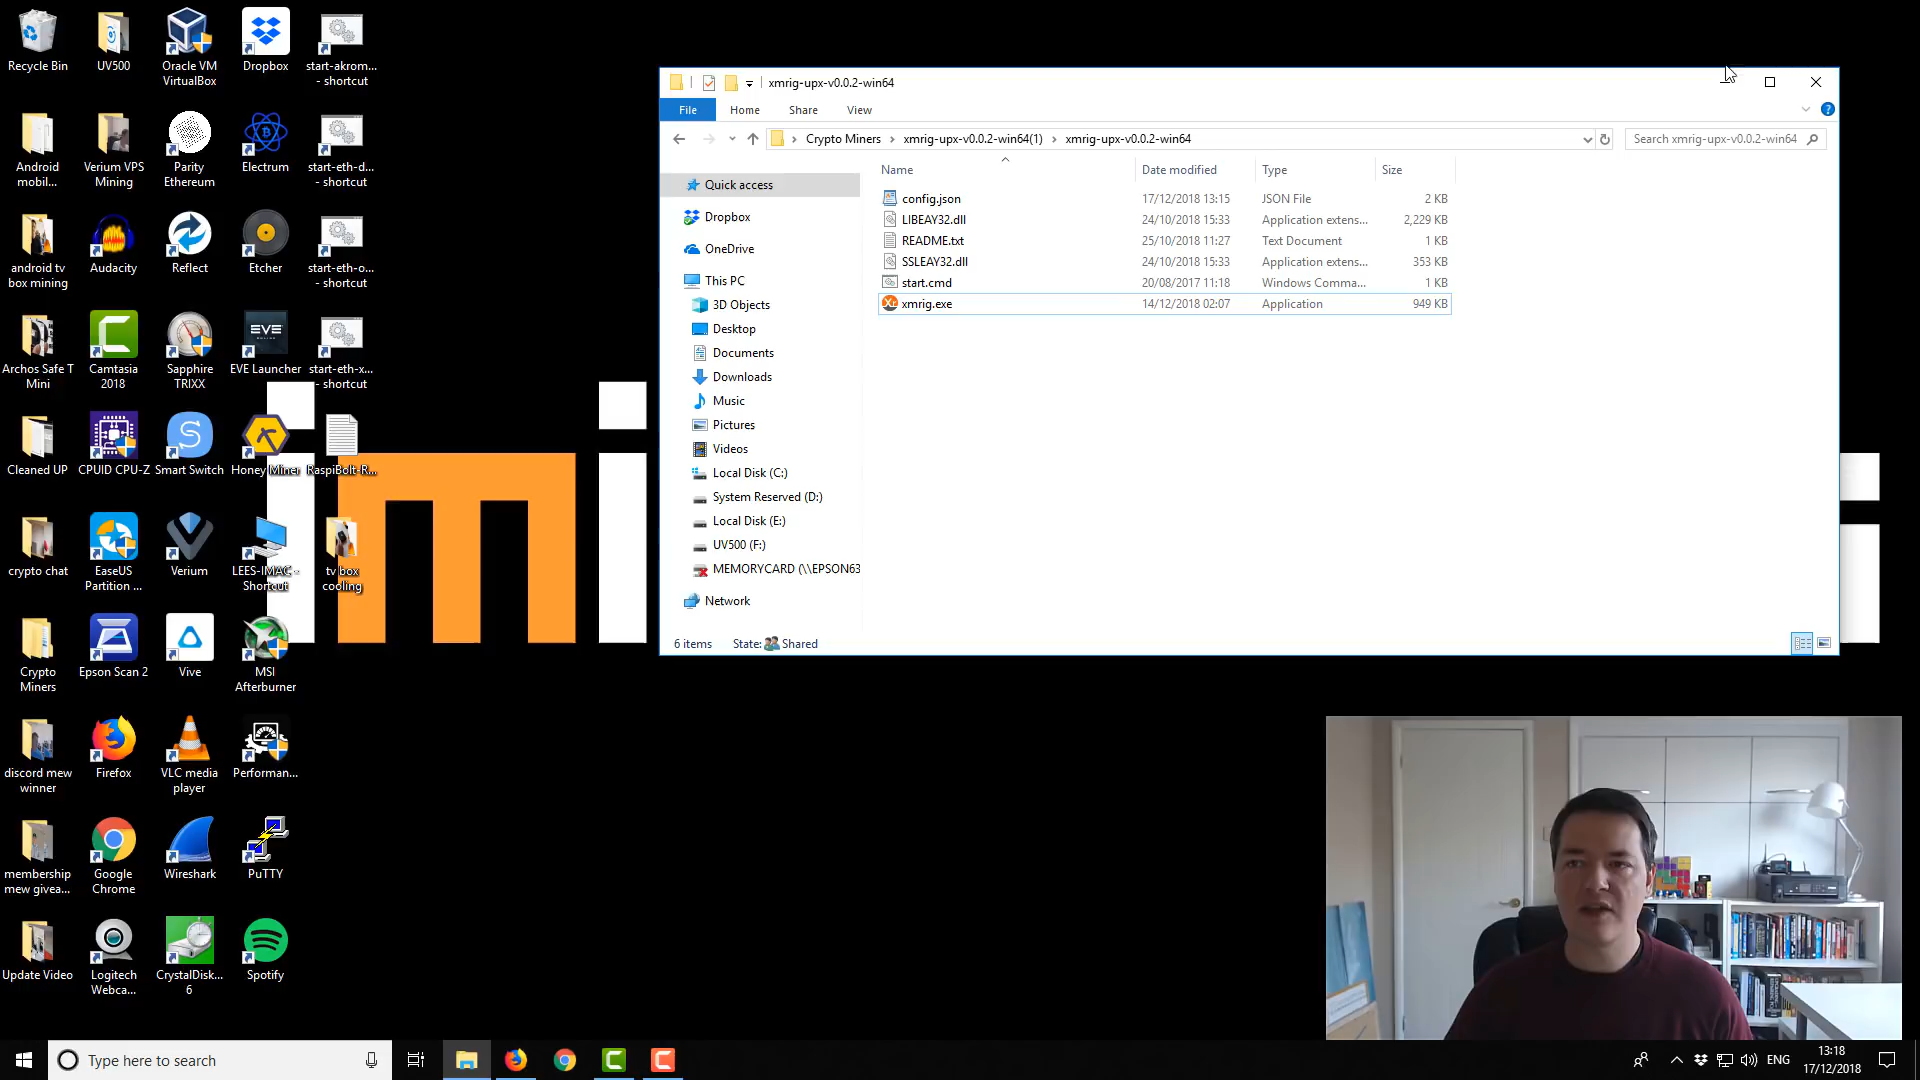 Recycle Bin
UV500
Oracle VM
VirtualBox
Dropbox
start-akrom...
- shortcut
Android
mobil...
Verium VPS
Mining
Parity
Ethereum
Electrum
start-eth-d...
- shortcut
android tv
box mining
Audacity
Reflect
Etcher
start-eth-o...
- shortcut
Archos Safe T
Mini
Camtasia
2018
Sapphire
TRIXX
EVE
EVE Launcher
start-eth-x...
- shortcut
Cleaned UP
CPUID CPU-Z
Smart Switch
Honey Miner
RaspiBolt-R...
crypto chat
EaseUS
Partition ...
Verium
LEES-IMAC -
Shortcut
tv box
cooling
Crypto
Miners
Epson Scan 2
Vive
MSI
Afterburner
discord mew
winner
Firefox
VLC media
player
Performan...
membership
mew givea...
Google
Chrome
Wireshark
PuTTY
Update Video
Logitech
Webca...
CrystalDisk...
6
Spotify
imi
xmrig-upx-v0.0.2-win64
File
Home
Share
View
Crypto Miners
xmrig-upx-v0.0.2-win64(1)
xmrig-upx-v0.0.2-win64
Search xmrig-upx-v0.0.2-win64
Quick access
Dropbox
OneDrive
This PC
3D Objects
Desktop
Documents
Downloads
Music
Pictures
Videos
Local Disk (C:)
System Reserved (D:)
Local Disk (E:)
UV500 (F:)
MEMORYCARD (\\EPSON63
Network
Name Date modified Type Size
config.json 17/12/2018 13:15 JSON File 2 KB
LIBEAY32.dll 24/10/2018 15:33 Application extens... 2,229 KB
README.txt 25/10/2018 11:27 Text Document 1 KB
SSLEAY32.dll 24/10/2018 15:33 Application extens... 353 KB
start.cmd 20/08/2017 11:18 Windows Comma... 1 KB
xmrig.exe 14/12/2018 02:07 Application 949 KB
6 items State: Shared
Type here to search
ENG
13:18
17/12/2018